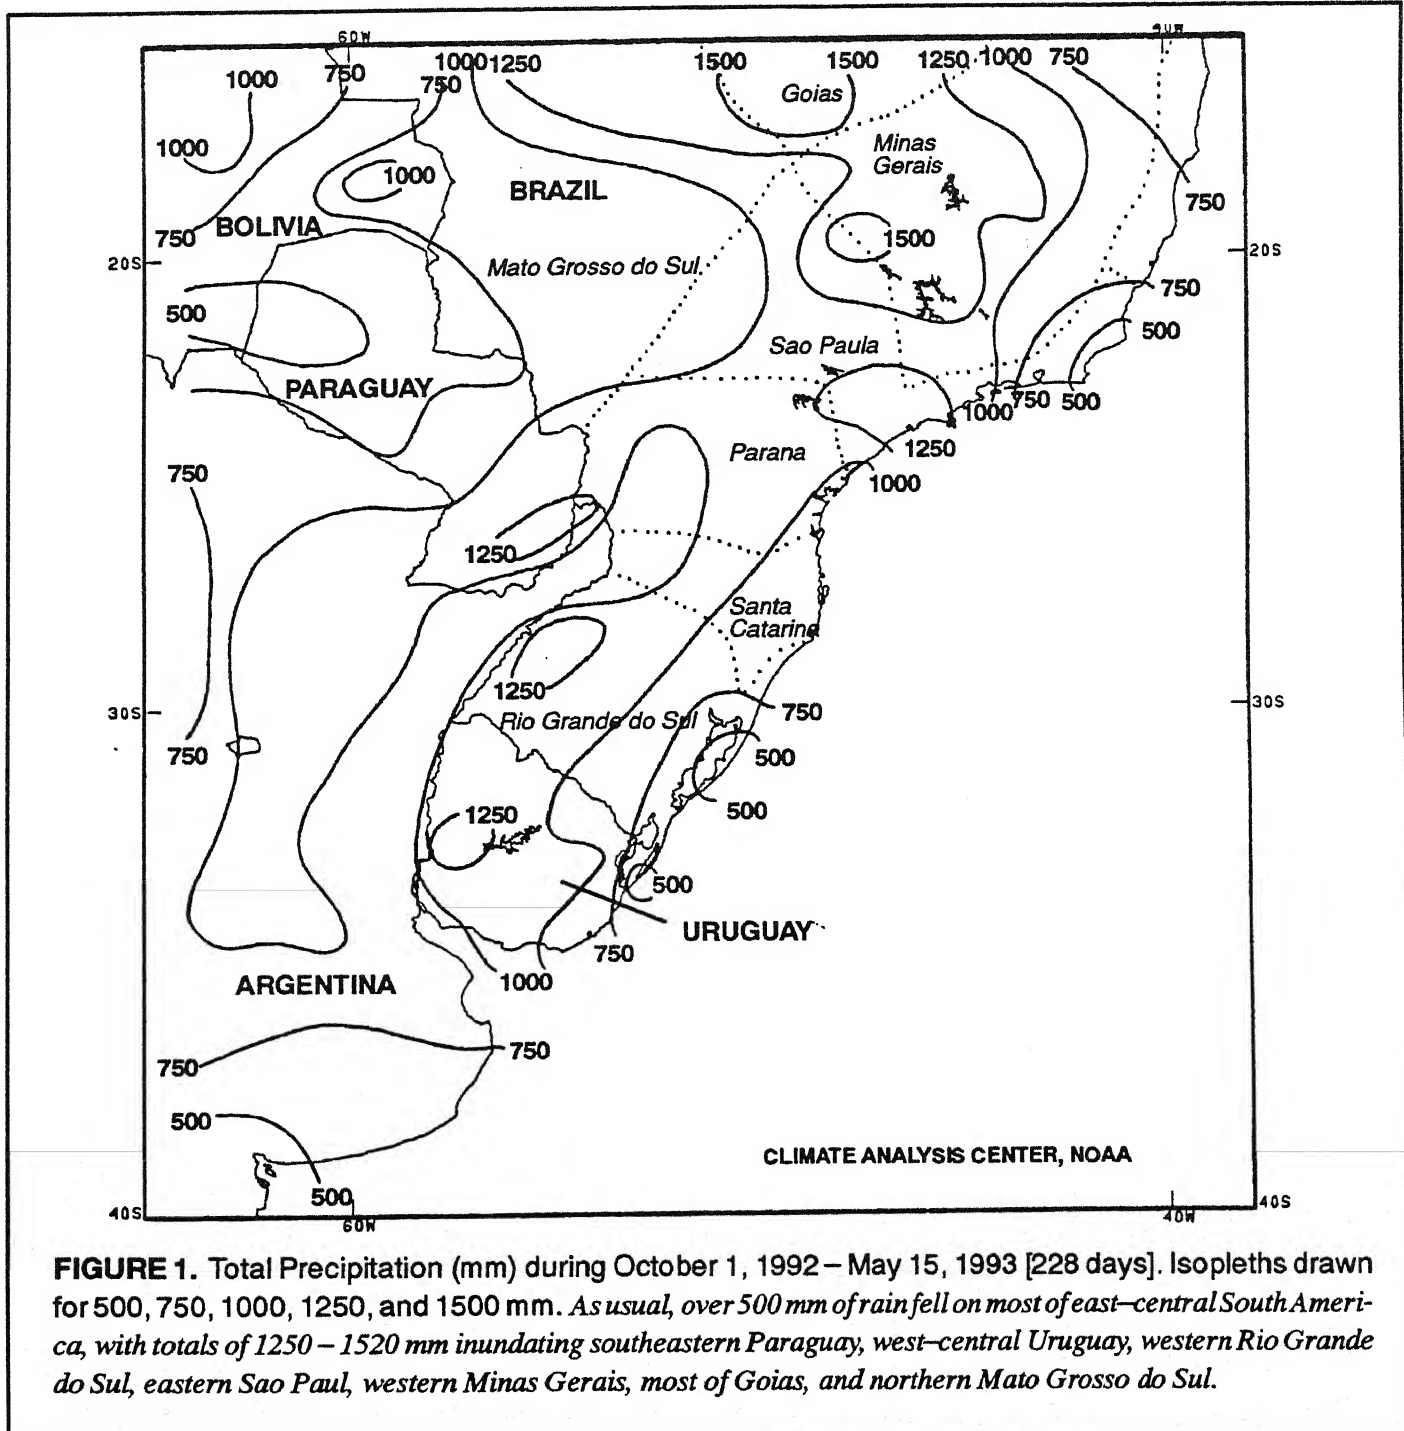 60W
40W
1000
750
1000
1250
750
1500
1500
1250
1000
750
Goias
1000
Minas
Gerais
1000
BRAZIL
750
BOLIVIA
750
1500
20S
20S
Mato Grosso do Sul
750
500
500
Sao Paula
PARAGUAY
1000
750
500
1250
Parana
750
1000
1250
Santa
Catarina
1250
30S
30S
Rio Grande do Sul
750
750
500
500
1250
500
URUGUAY
750
1000
ARGENTINA
750
750
500
CLIMATE ANALYSIS CENTER, NOAA
500
40S
40S
60W
40W
FIGURE 1. Total Precipitation (mm) during October 1, 1992 – May 15, 1993 [228 days]. Isopleths drawn
for 500, 750, 1000, 1250, and 1500 mm. As usual, over 500 mm of rain fell on most of east–central South Ameri-
ca, with totals of 1250 – 1520 mm inundating southeastern Paraguay, west–central Uruguay, western Rio Grande
do Sul, eastern Sao Paul, western Minas Gerais, most of Goias, and northern Mato Grosso do Sul.